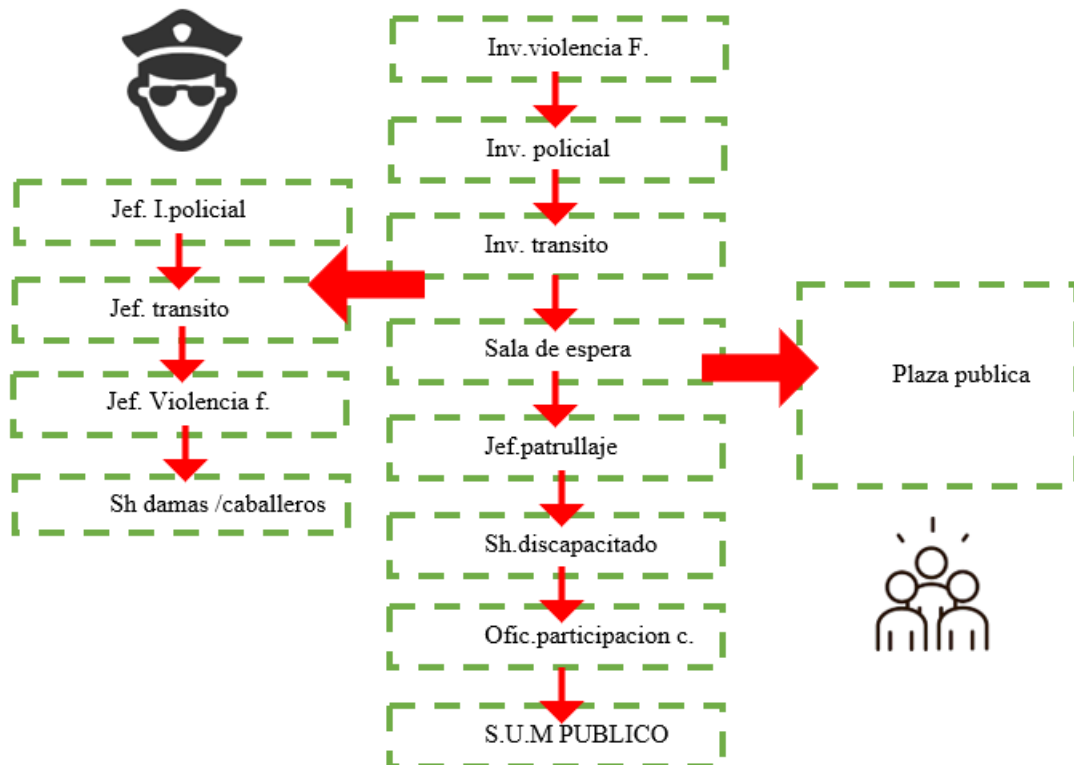 Inv.violencia F.
Inv. policial
Inv. transito
Sala de espera
Jef.patrullaje
Sh.discapacitado
Ofic.participacion c.
S.U.M PUBLICO
Jef. I.policial
Jef. transito
Jef. Violencia f.
Sh damas /caballeros
Plaza publica